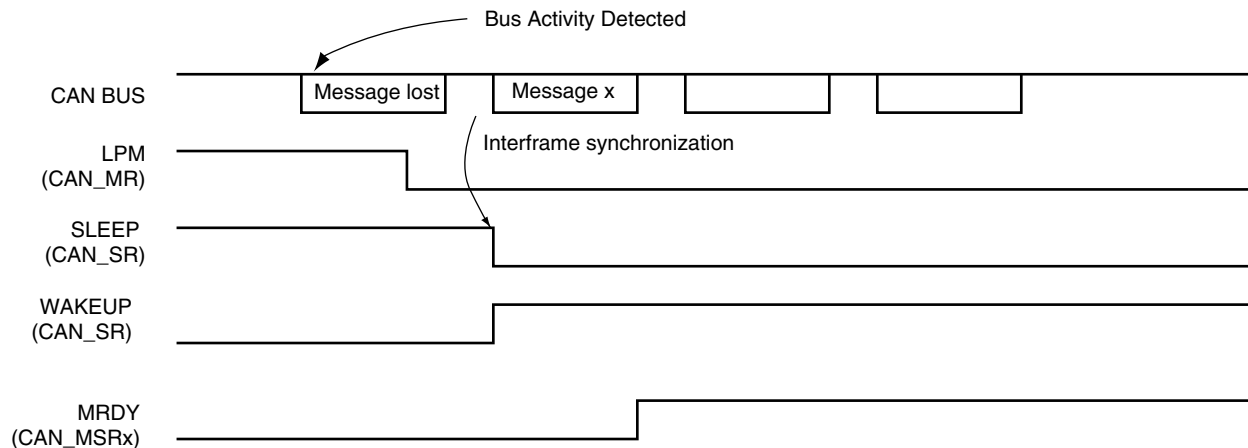 Bus Activity Detected
CAN BUS
Message lost
Message x
Interframe synchronization
LPM
(CAN_MR)
SLEEP
(CAN_SR)
WAKEUP
(CAN_SR)
MRDY
(CAN_MSRx)